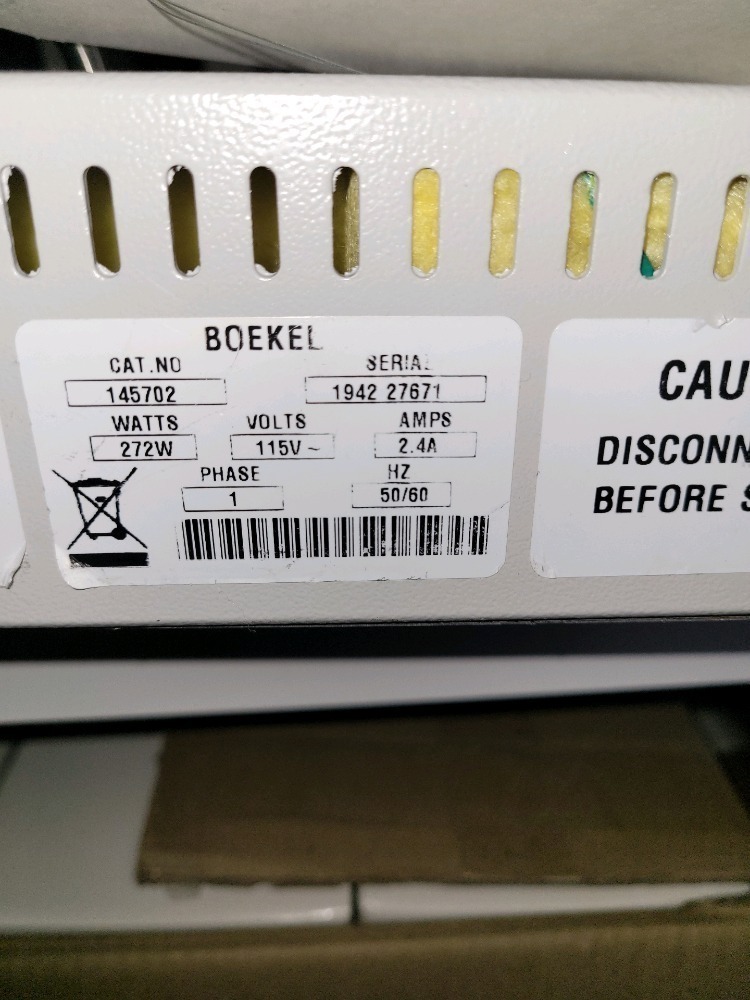 BOEKEL
CAT.NO SERIAL
145702 1942 27671
WATTS VOLTS AMPS
272W 115V~ 2.4A
PHASE HZ
1 50/60
CAU
DISCONN
BEFORE S